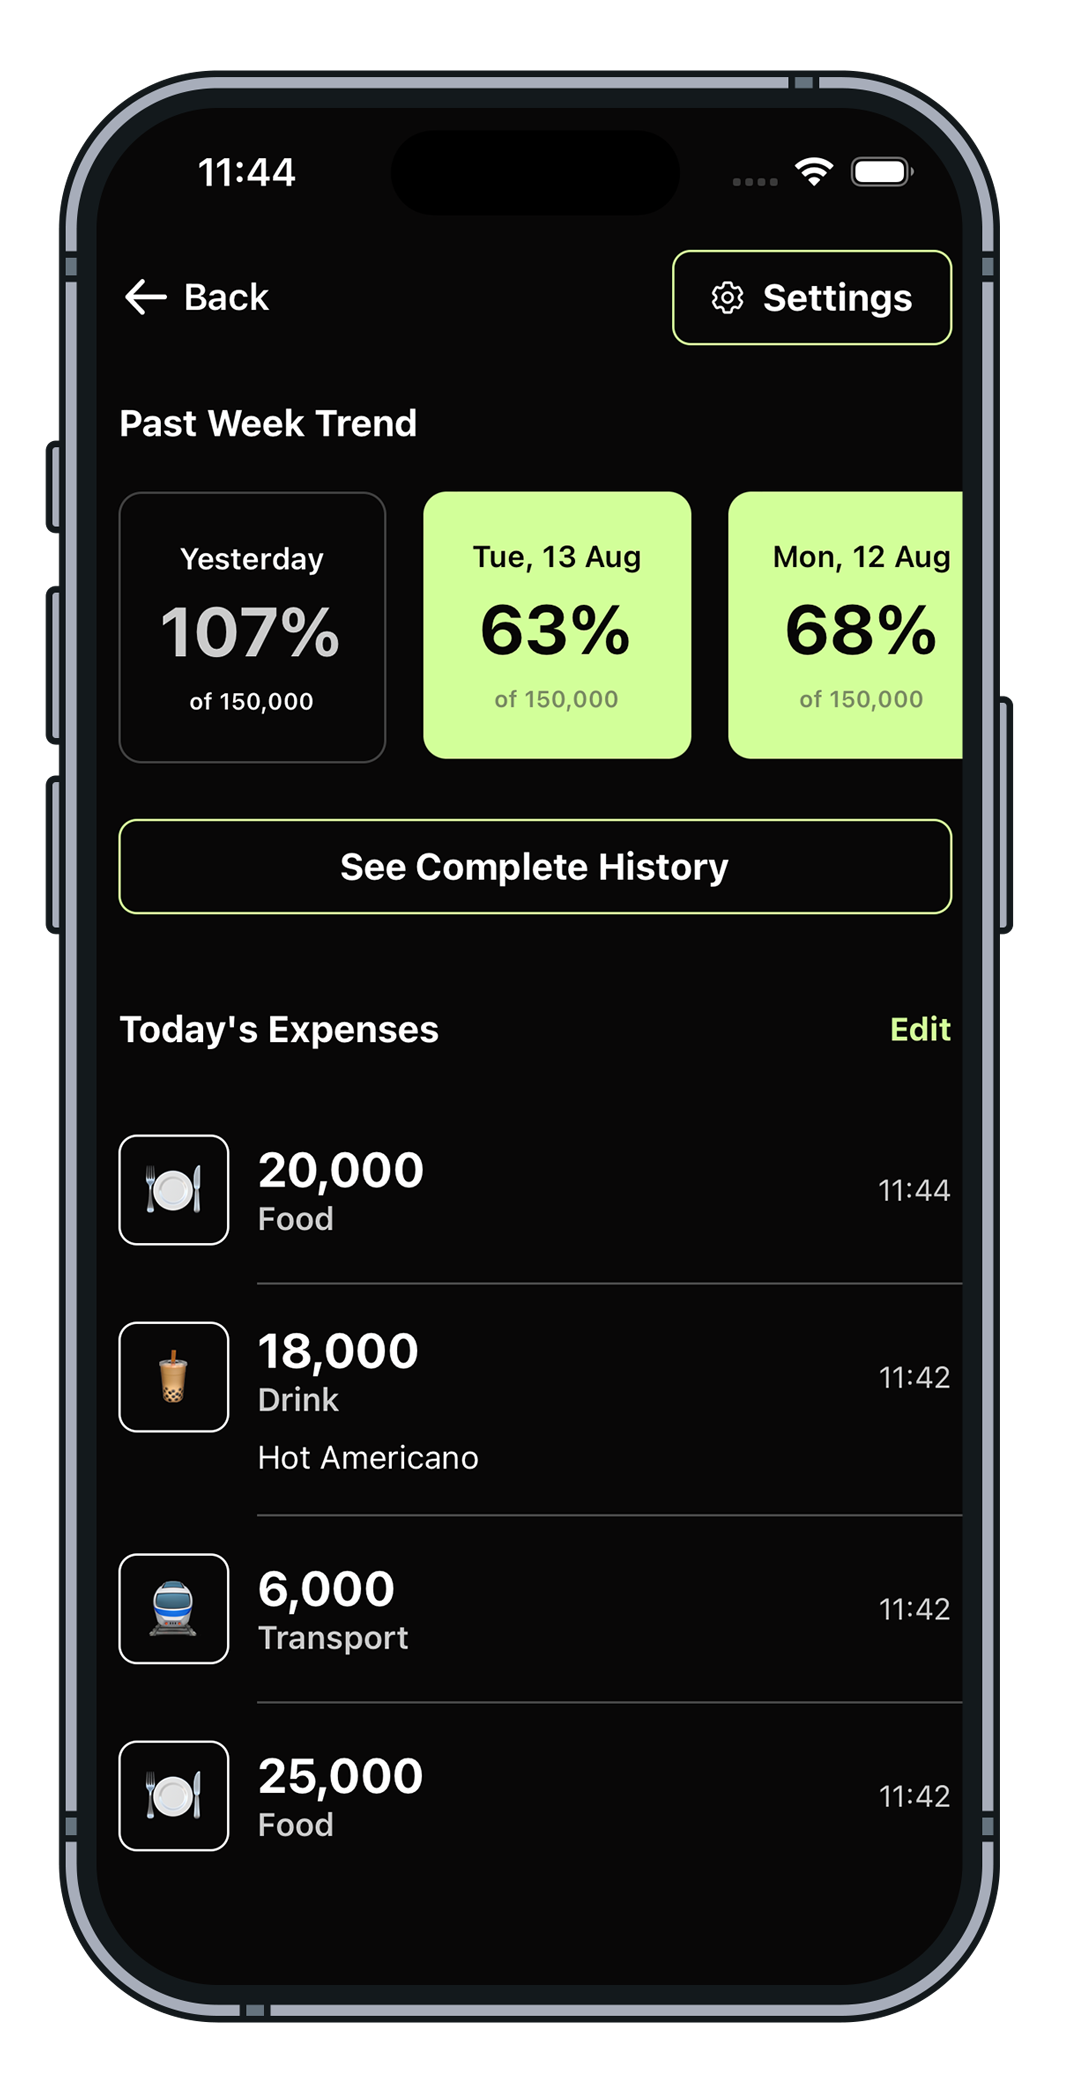 11:44
Back
Settings
Past Week Trend
Yesterday
107%
of 150,000
Tue, 13 Aug
63%
of 150,000
Mon, 12 Aug
68%
of 150,000
See Complete History
Today's Expenses
Edit
20,000
Food
11:44
18,000
Drink
Hot Americano
11:42
6,000
Transport
11:42
25,000
Food
11:42